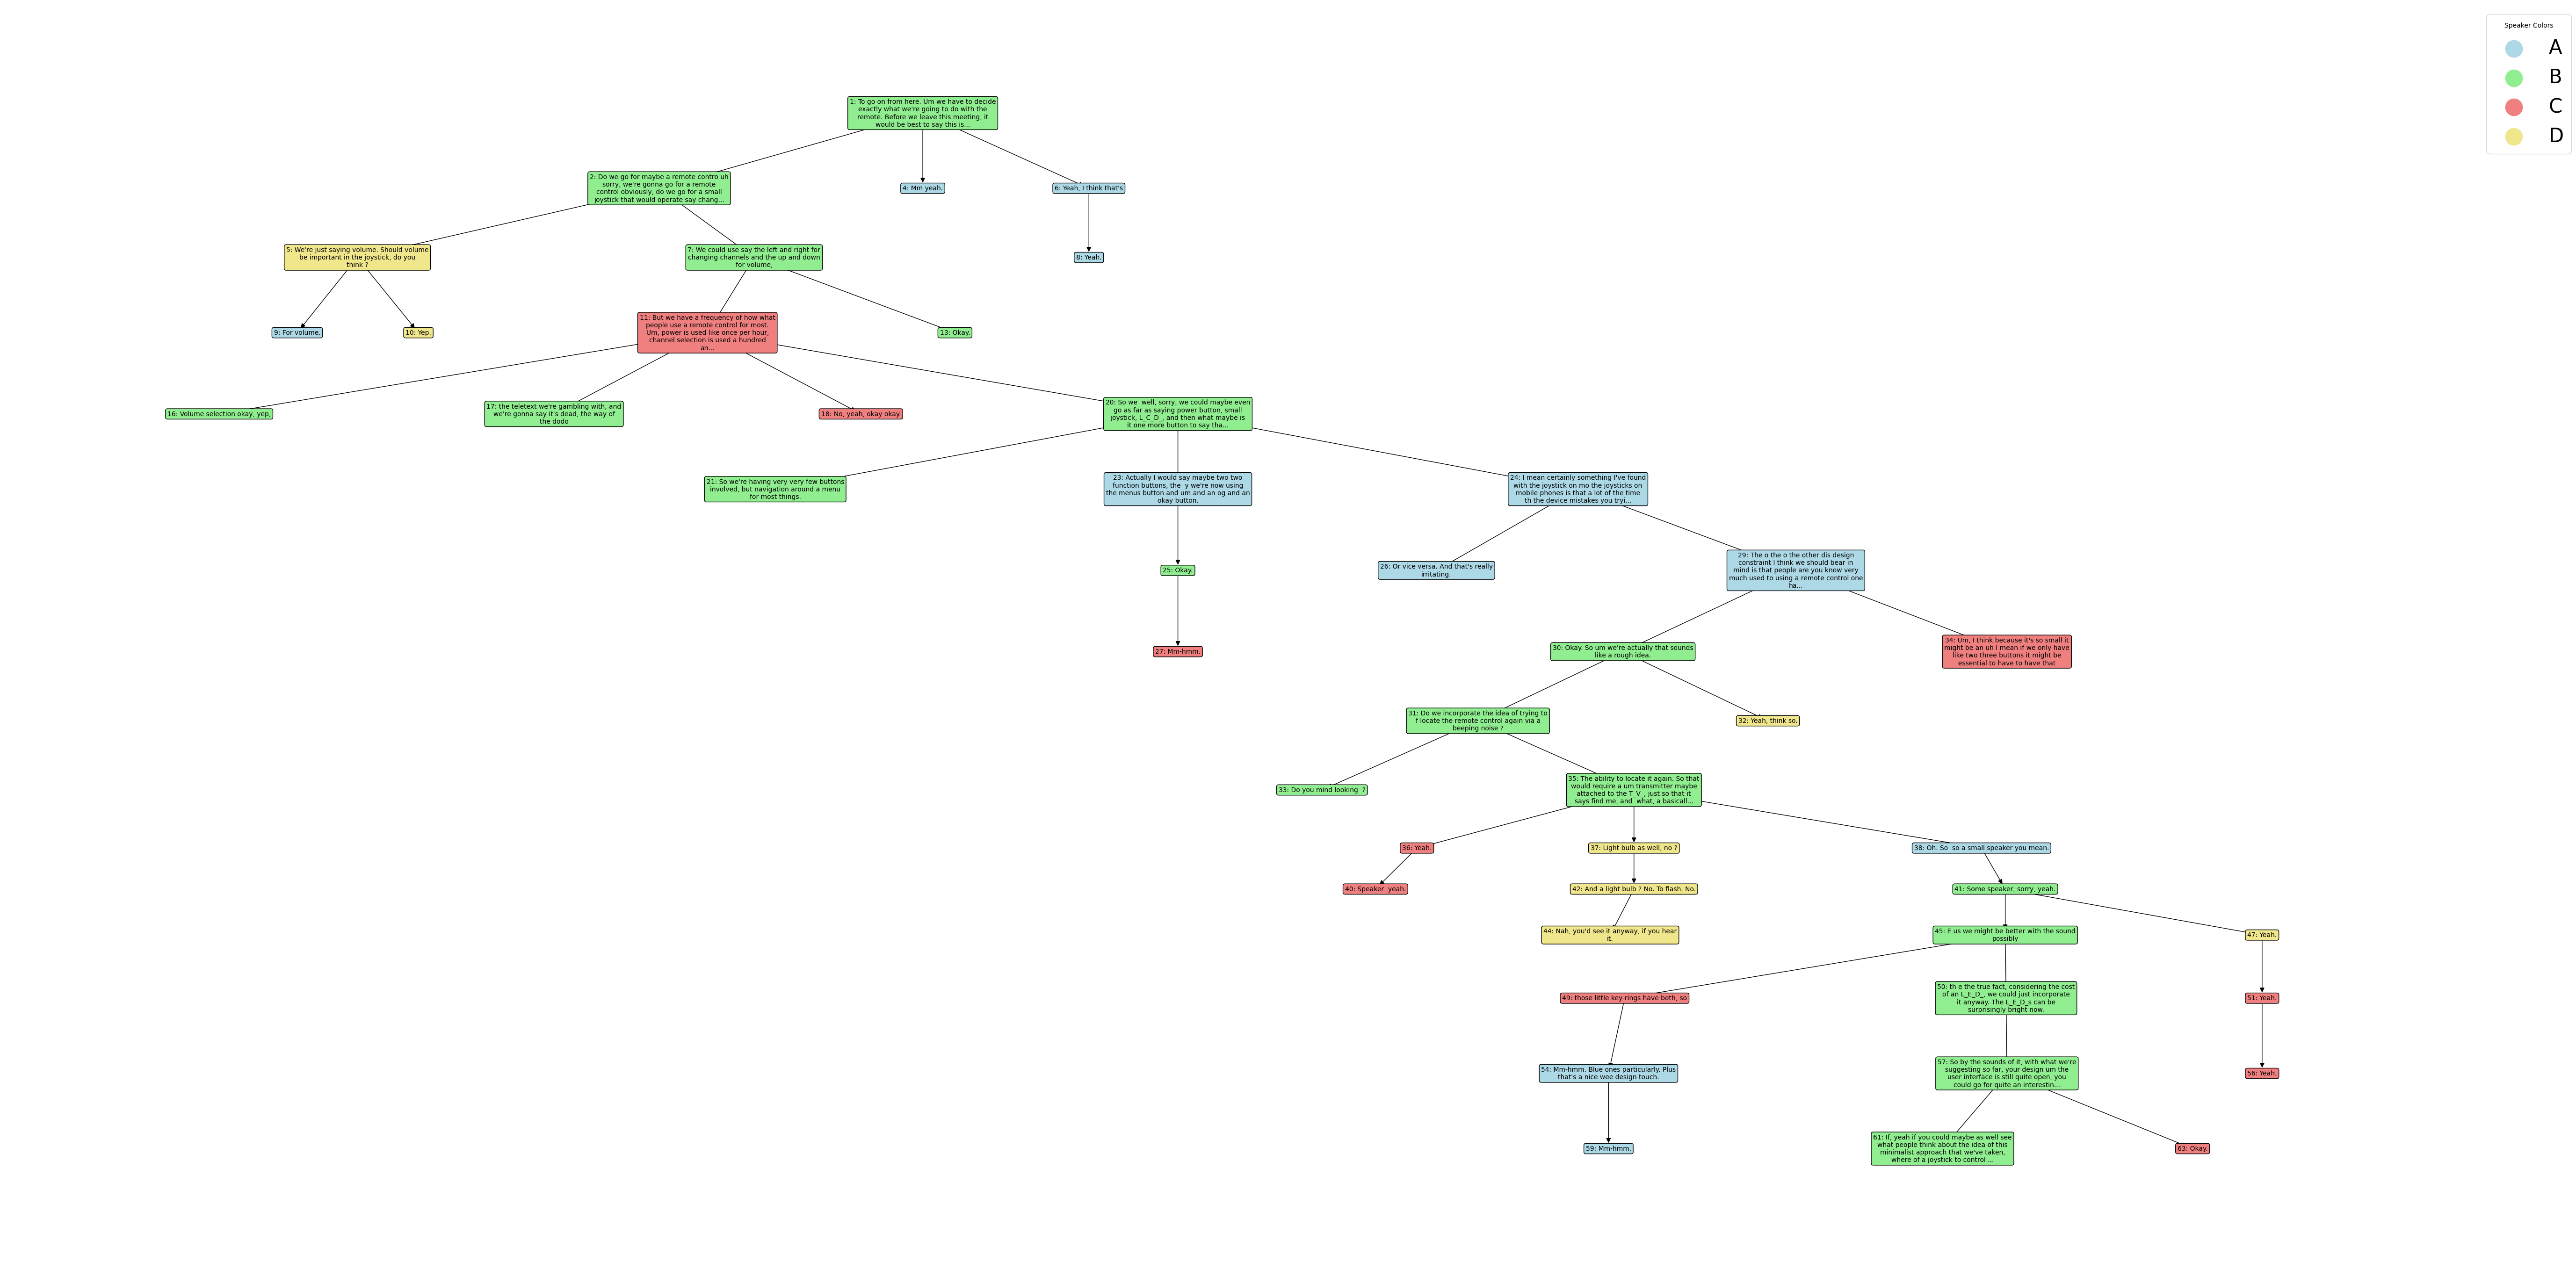 Speaker Colors
A
B
C
D
1: To go on from here. Um we have to decide
exactly what we're going to do with the
remote. Before we leave this meeting, it
would be best to say this is...
2: Do we go for maybe a remote contro uh
sorry, we're gonna go for a remote
control obviously, do we go for a small
joystick that would operate say chang...
4: Mm yeah.
6: Yeah, I think that's
5: We're just saying volume. Should volume
be important in the joystick, do you
think ?
7: We could use say the left and right for
changing channels and the up and down
for volume,
8: Yeah.
9: For volume.
10: Yep.
11: But we have a frequency of how what
people use a remote control for most.
Um, power is used like once per hour,
channel selection is used a hundred
an...
13: Okay.
16: Volume selection okay, yep,
17: the teletext we're gambling with, and
we're gonna say it's dead, the way of
the dodo
18: No, yeah, okay okay.
20: So we  well, sorry, we could maybe even
go as far as saying power button, small
joystick, L_C_D_, and then what maybe is
it one more button to say tha...
21: So we're having very very few buttons
involved, but navigation around a menu
for most things.
23: Actually I would say maybe two two
function buttons, the  y we're now using
the menus button and um and an og and an
okay button.
24: I mean certainly something I've found
with the joystick on mo the joysticks on
mobile phones is that a lot of the time
th the device mistakes you tryi...
25: Okay.
26: Or vice versa. And that's really
irritating.
29: The o the o the other dis design
constraint I think we should bear in
mind is that people are you know very
much used to using a remote control one
ha...
27: Mm-hmm.
30: Okay. So um we're actually that sounds
like a rough idea.
34: Um, I think because it's so small it
might be an uh I mean if we only have
like two three buttons it might be
essential to have to have that
31: Do we incorporate the idea of trying to
f locate the remote control again via a
beeping noise ?
32: Yeah, think so.
33: Do you mind looking  ?
35: The ability to locate it again. So that
would require a um transmitter maybe
attached to the T_V_, just so that it
says find me, and  what, a basicall...
36: Yeah.
37: Light bulb as well, no ?
38: Oh. So  so a small speaker you mean.
40: Speaker  yeah.
42: And a light bulb ? No. To flash. No.
41: Some speaker, sorry, yeah.
44: Nah, you'd see it anyway, if you hear
it.
45: E us we might be better with the sound
possibly
47: Yeah.
49: those little key-rings have both, so
50: th e the true fact, considering the cost
of an L_E_D_, we could just incorporate
it anyway. The L_E_D_s can be
surprisingly bright now.
51: Yeah.
54: Mm-hmm. Blue ones particularly. Plus
that's a nice wee design touch.
57: So by the sounds of it, with what we're
suggesting so far, your design um the
user interface is still quite open, you
could go for quite an interestin...
56: Yeah.
59: Mm-hmm.
61: If, yeah if you could maybe as well see
what people think about the idea of this
minimalist approach that we've taken,
where of a joystick to control ...
63: Okay.